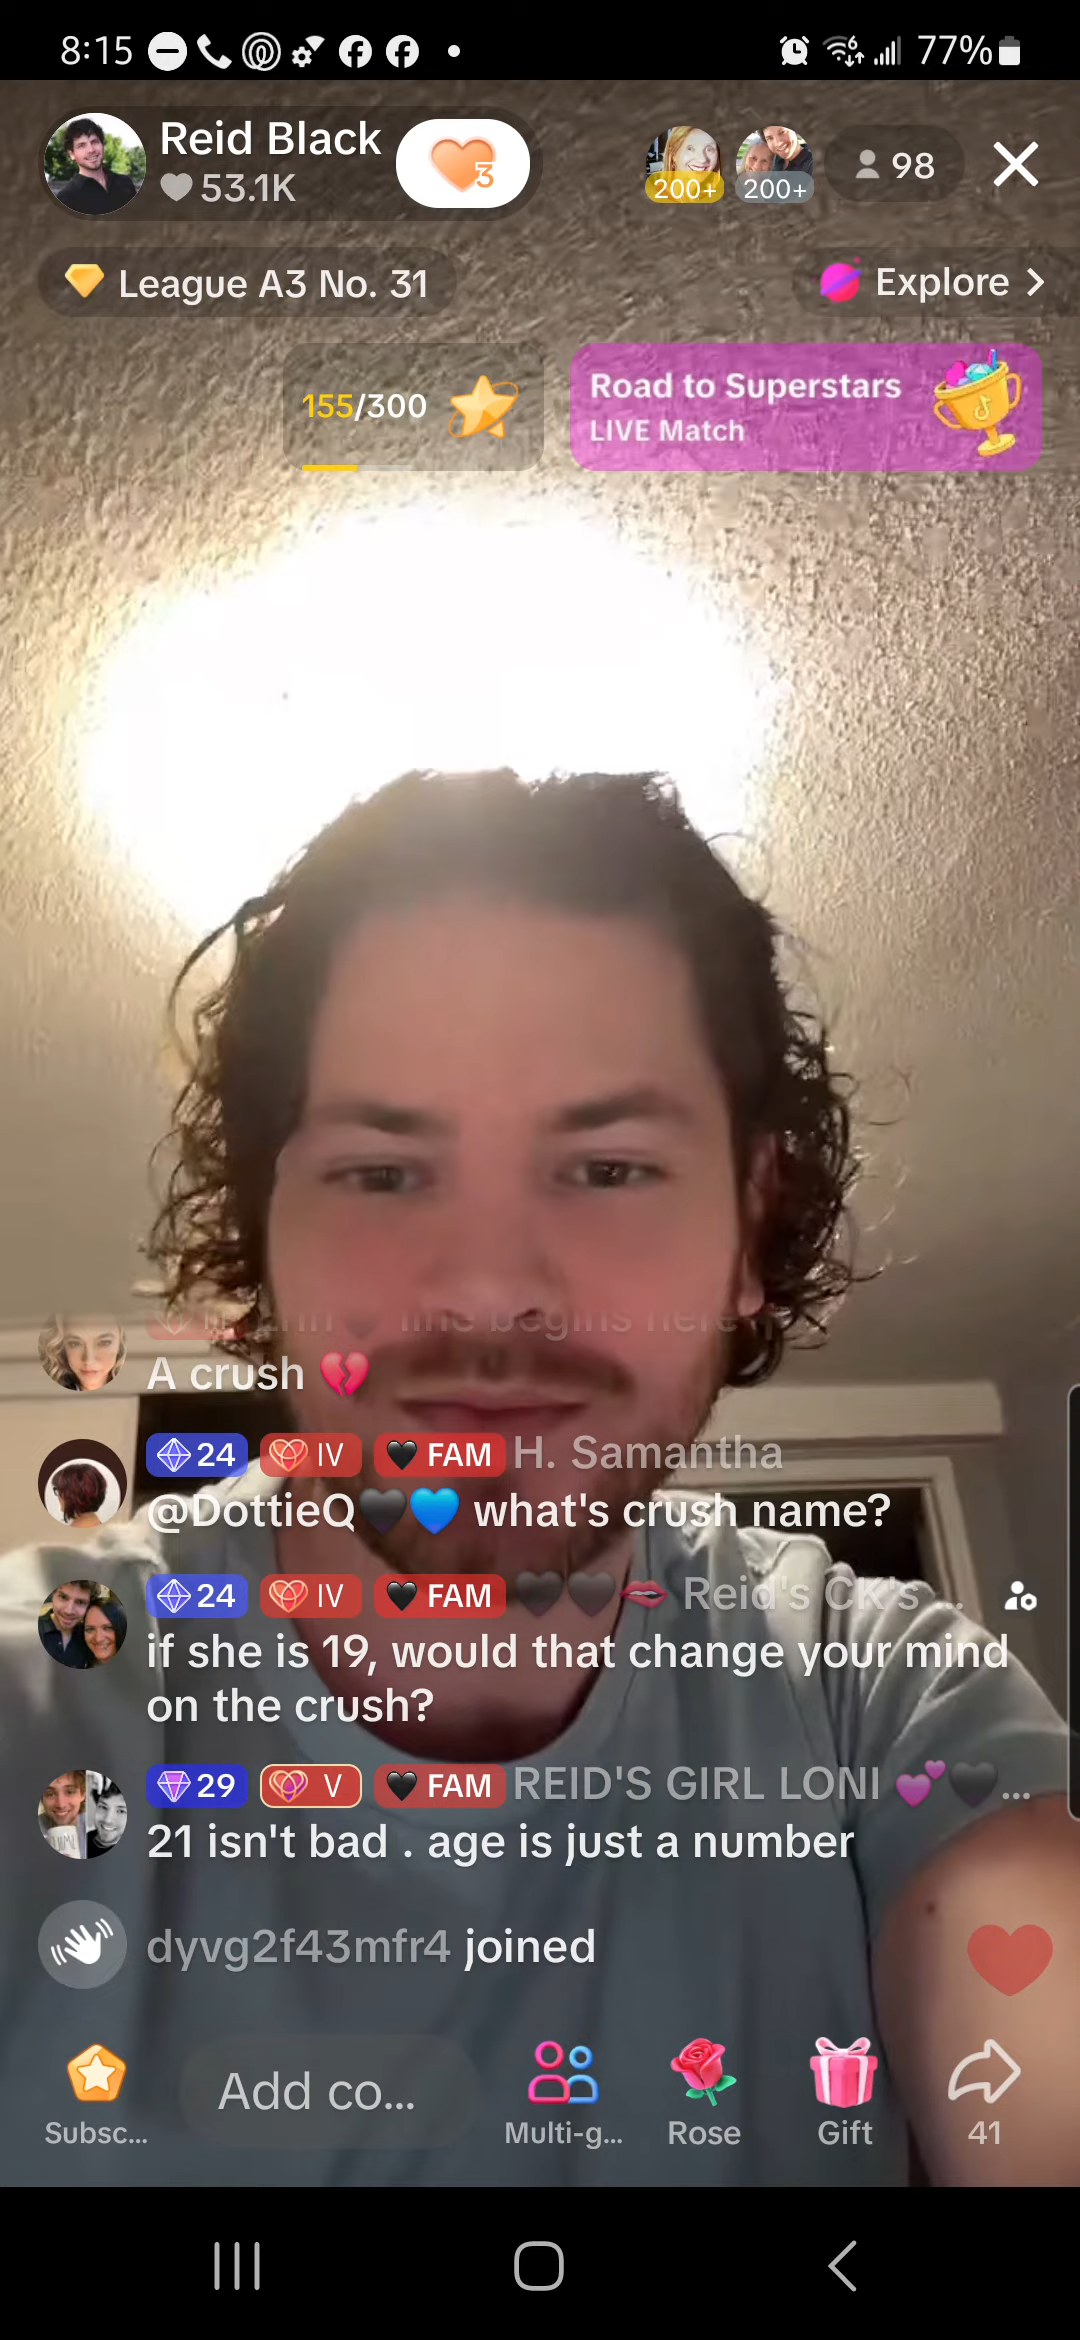 8:15 77%
Reid Black
53.1K
3
200+ 200+ 98
League A3 No. 31
Explore
155/300
Road to Superstars
LIVE Match
line begins here
A crush 💔
24 IV 🖤 FAM H. Samantha
@DottieQ🖤💙 what's crush name?
24 IV 🖤 FAM 🖤🖤💋 Reid's CK's ...
if she is 19, would that change your mind
on the crush?
29 V 🖤 FAM REID'S GIRL LONI 💕🖤...
21 isn't bad . age is just a number
dyvg2f43mfr4 joined
Add co...
Subsc... Multi-g... Rose Gift 41